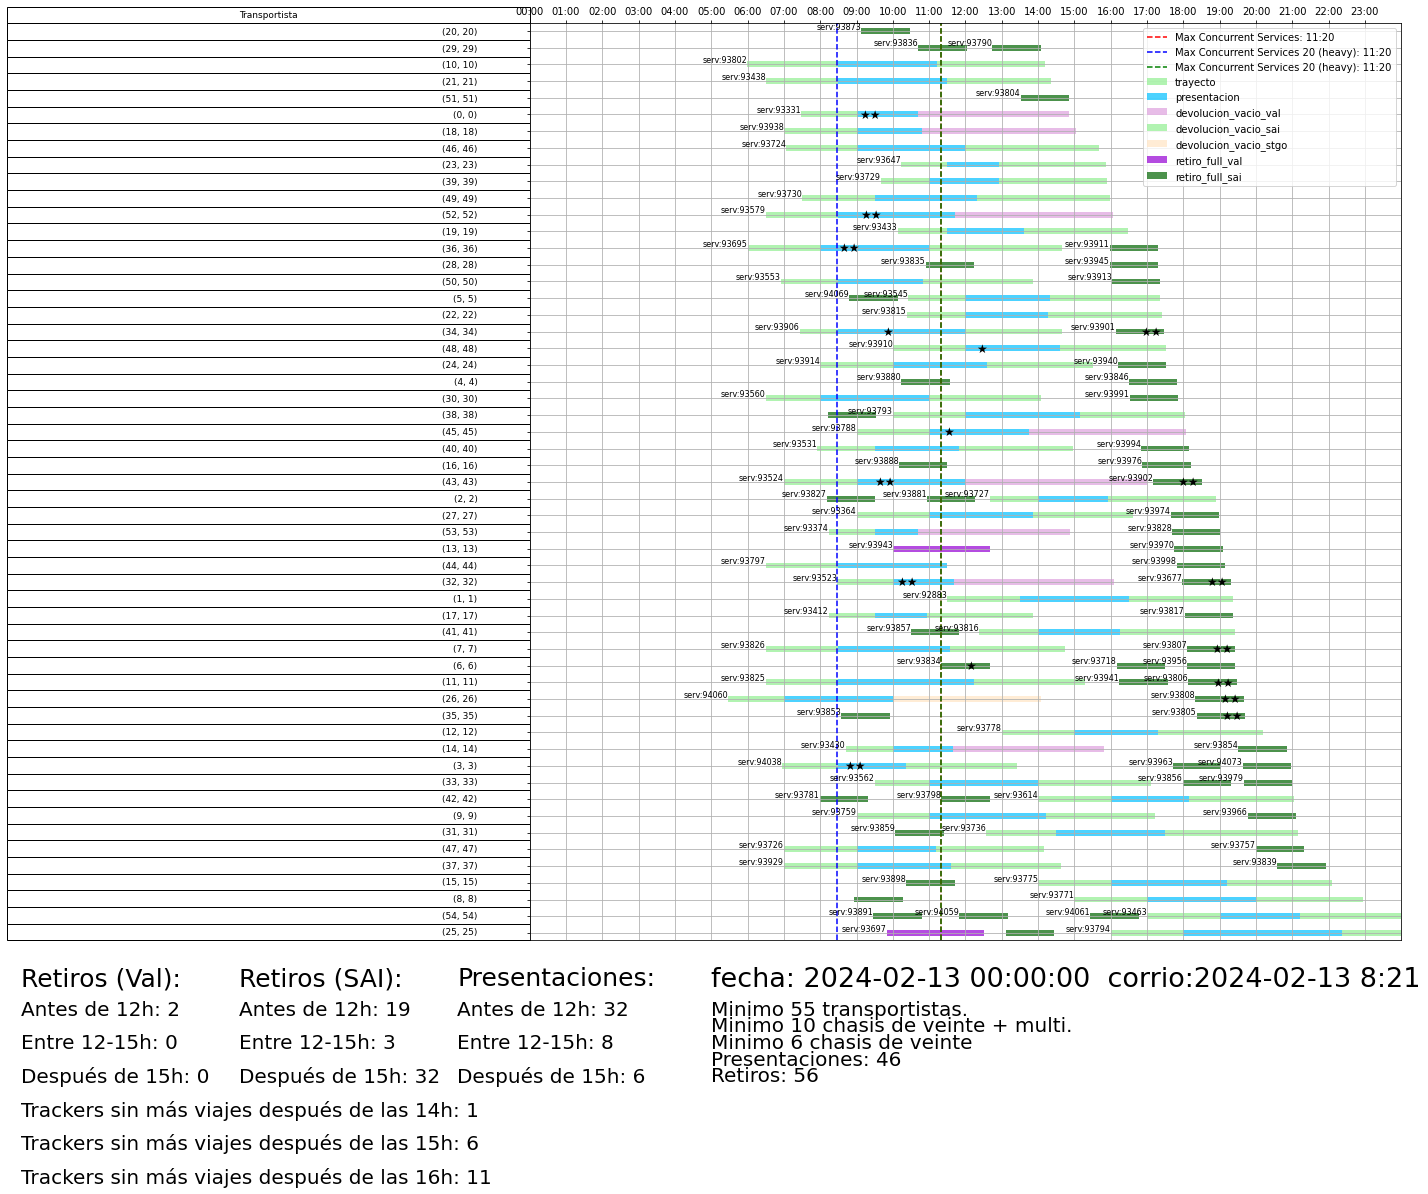 Transportista
00:00 01:00 02:00 03:00 04:00 05:00 06:00 07:00 08:00 09:00 10:00 11:00 12:00 13:00 14:00 15:00 16:00 17:00 18:00 19:00 20:00 21:00 22:00 23:00
Max Concurrent Services: 11:20
Max Concurrent Services 20 (heavy): 11:20
Max Concurrent Services 20 (heavy): 11:20
trayecto
presentacion
devolucion_vacio_val
devolucion_vacio_sai
devolucion_vacio_stgo
retiro_full_val
retiro_full_sai
(20, 20) serv:93873
(29, 29) serv:93836 serv:93790
(10, 10) serv:93802
(21, 21) serv:93438
(51, 51) serv:93804
(0, 0) serv:93331
(18, 18) serv:93938
(46, 46) serv:93724
(23, 23) serv:93647
(39, 39) serv:93729
(49, 49) serv:93730
(52, 52) serv:93579
(19, 19) serv:93433
(36, 36) serv:93695 serv:93911
(28, 28) serv:93835 serv:93945
(50, 50) serv:93553 serv:93913
(5, 5) serv:94069 serv:93545
(22, 22) serv:93815
(34, 34) serv:93906 serv:93901
(48, 48) serv:93910
(24, 24) serv:93914 serv:93940
(4, 4) serv:93880 serv:93846
(30, 30) serv:93560 serv:93991
(38, 38) serv:93793
(45, 45) serv:93788
(40, 40) serv:93531 serv:93994
(16, 16) serv:93888 serv:93976
(43, 43) serv:93524 serv:93902
(2, 2) serv:93827 serv:93881 serv:93727
(27, 27) serv:93364 serv:93974
(53, 53) serv:93374 serv:93828
(13, 13) serv:93943 serv:93970
(44, 44) serv:93797 serv:93998
(32, 32) serv:93523 serv:93677
(1, 1) serv:92883
(17, 17) serv:93412 serv:93817
(41, 41) serv:93857 serv:93816
(7, 7) serv:93826 serv:93807
(6, 6) serv:93834 serv:93718 serv:93956
(11, 11) serv:93825 serv:93941 serv:93806
(26, 26) serv:94060 serv:93808
(35, 35) serv:93853 serv:93805
(12, 12) serv:93778
(14, 14) serv:93430 serv:93854
(3, 3) serv:94038 serv:93963 serv:94073
(33, 33) serv:93562 serv:93856 serv:93979
(42, 42) serv:93781 serv:93798 serv:93614
(9, 9) serv:93759 serv:93966
(31, 31) serv:93859 serv:93736
(47, 47) serv:93726 serv:93757
(37, 37) serv:93929 serv:93839
(15, 15) serv:93898 serv:93775
(8, 8) serv:93771
(54, 54) serv:93891 serv:94059 serv:94061 serv:93463
(25, 25) serv:93697 serv:93794
Retiros (Val): Retiros (SAI): Presentaciones: fecha: 2024-02-13 00:00:00 corrio:2024-02-13 8:21
Antes de 12h: 2 Antes de 12h: 19 Antes de 12h: 32 Minimo 55 transportistas.
Minimo 10 chasis de veinte + multi.
Entre 12-15h: 0 Entre 12-15h: 3 Entre 12-15h: 8 Minimo 6 chasis de veinte
Presentaciones: 46
Después de 15h: 0 Después de 15h: 32 Después de 15h: 6 Retiros: 56
Trackers sin más viajes después de las 14h: 1
Trackers sin más viajes después de las 15h: 6
Trackers sin más viajes después de las 16h: 11